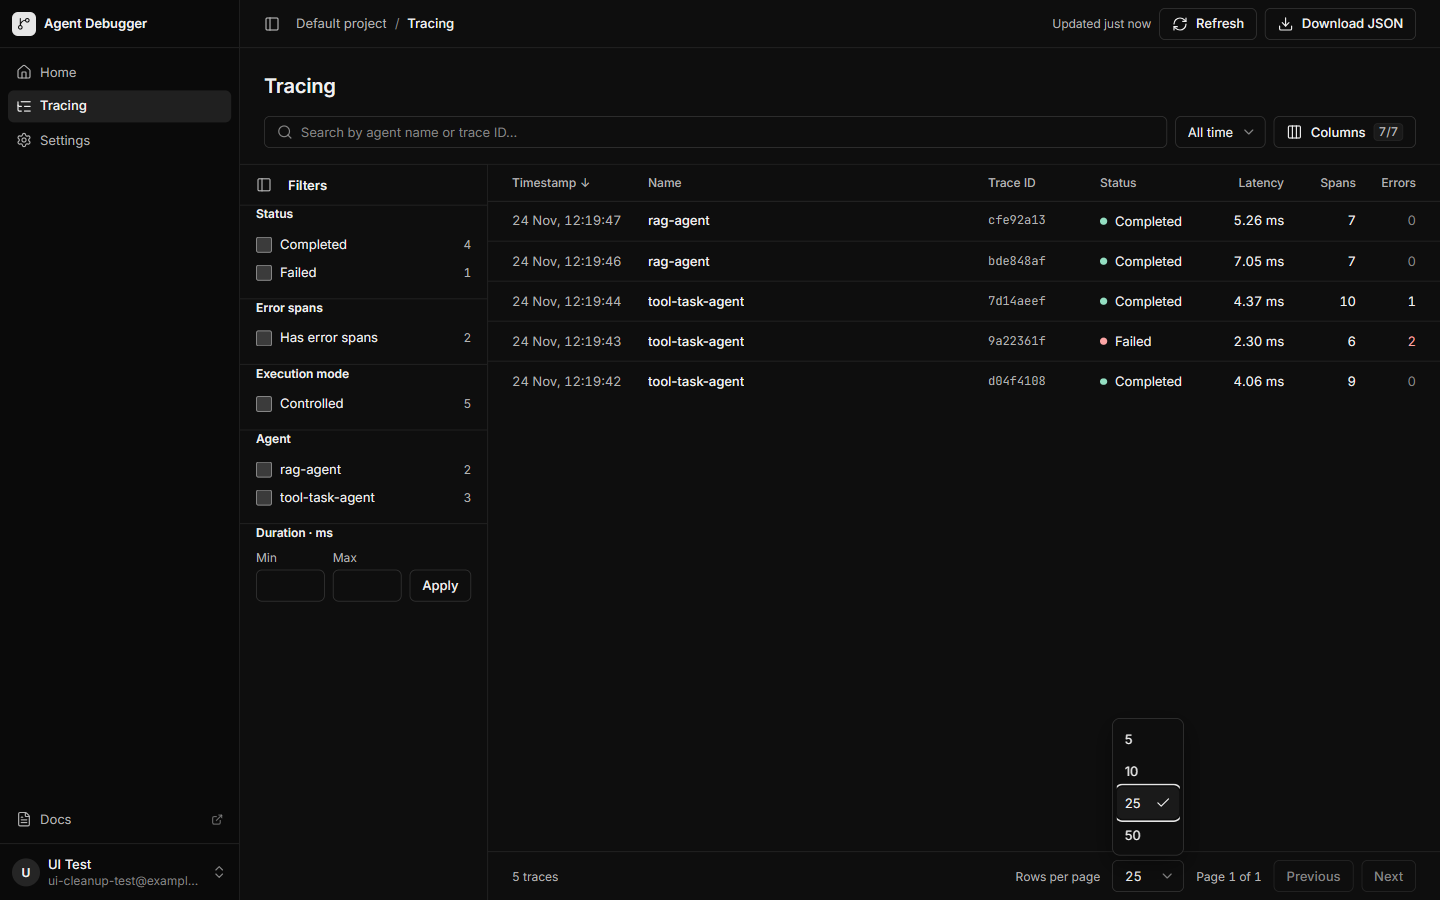 Agent Debugger
Home
Tracing
Settings
Docs
U
UI Test
ui-cleanup-test@exampl...
Default project / Tracing
Updated just now
Refresh
Download JSON
Tracing
Search by agent name or trace ID...
All time
Columns 7/7
Filters
Status
Completed 4
Failed 1
Error spans
Has error spans 2
Execution mode
Controlled 5
Agent
rag-agent 2
tool-task-agent 3
Duration · ms
Min Max
Apply
Timestamp ↓ Name Trace ID Status Latency Spans Errors
24 Nov, 12:19:47 rag-agent cfe92a13 Completed 5.26 ms 7 0
24 Nov, 12:19:46 rag-agent bde848af Completed 7.05 ms 7 0
24 Nov, 12:19:44 tool-task-agent 7d14aeef Completed 4.37 ms 10 1
24 Nov, 12:19:43 tool-task-agent 9a22361f Failed 2.30 ms 6 2
24 Nov, 12:19:42 tool-task-agent d04f4108 Completed 4.06 ms 9 0
5
10
25
50
5 traces
Rows per page 25 Page 1 of 1 Previous Next